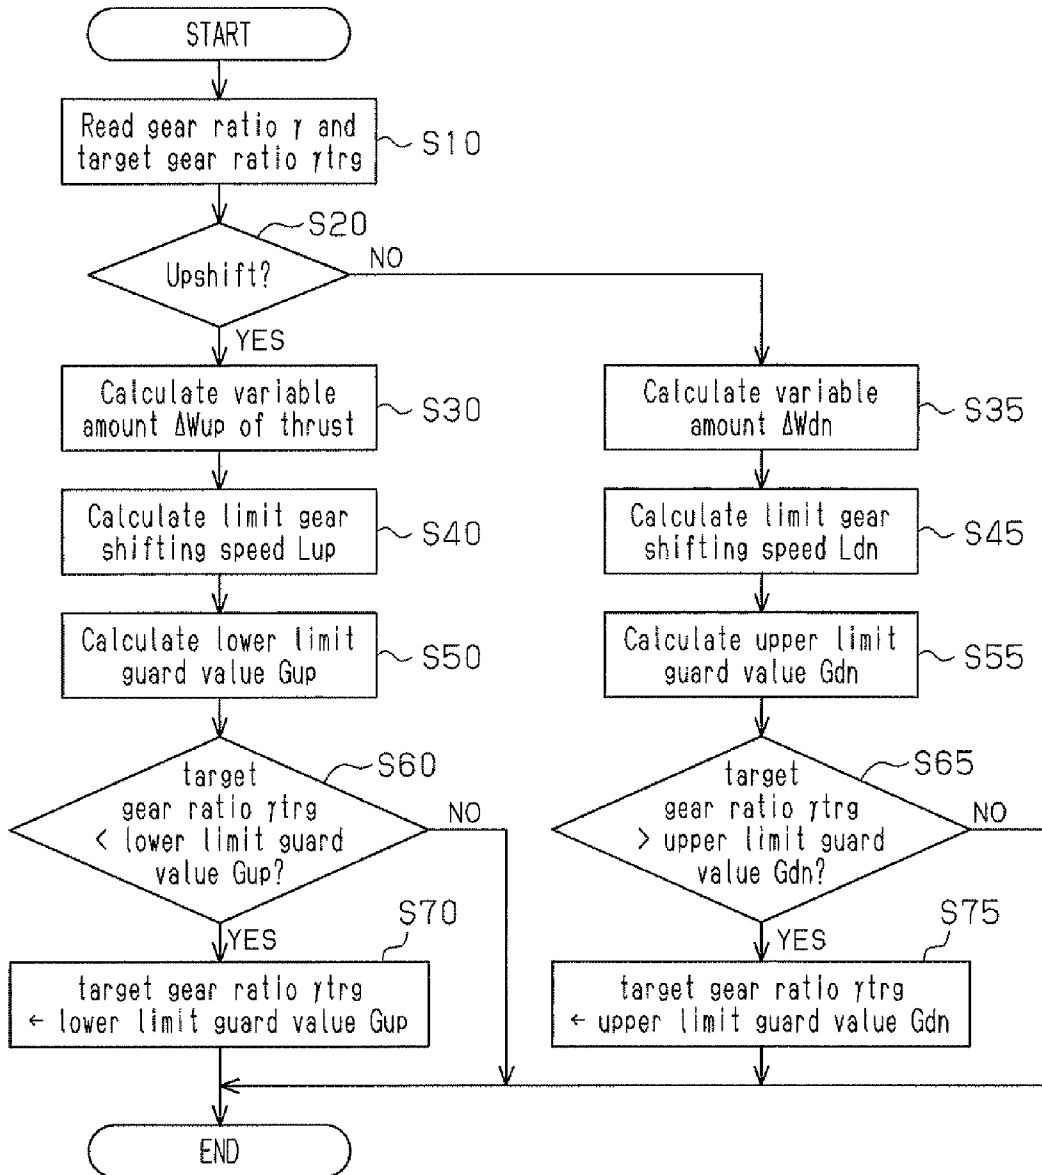 START
Read gear ratio γ and
target gear ratio γtrg
S10
S20
Upshift?
NO
YES
Calculate variable
amount ΔWup of thrust
S30
Calculate variable
amount ΔWdn
S35
Calculate limit gear
shifting speed Lup
S40
Calculate limit gear
shifting speed Ldn
S45
Calculate lower limit
guard value Gup
S50
Calculate upper limit
guard value Gdn
S55
S60
target
gear ratio γtrg
< lower limit guard
value Gup?
NO
YES
S65
target
gear ratio γtrg
> upper limit guard
value Gdn?
NO
YES
S70
target gear ratio γtrg
← lower limit guard value Gup
S75
target gear ratio γtrg
← upper limit guard value Gdn
END